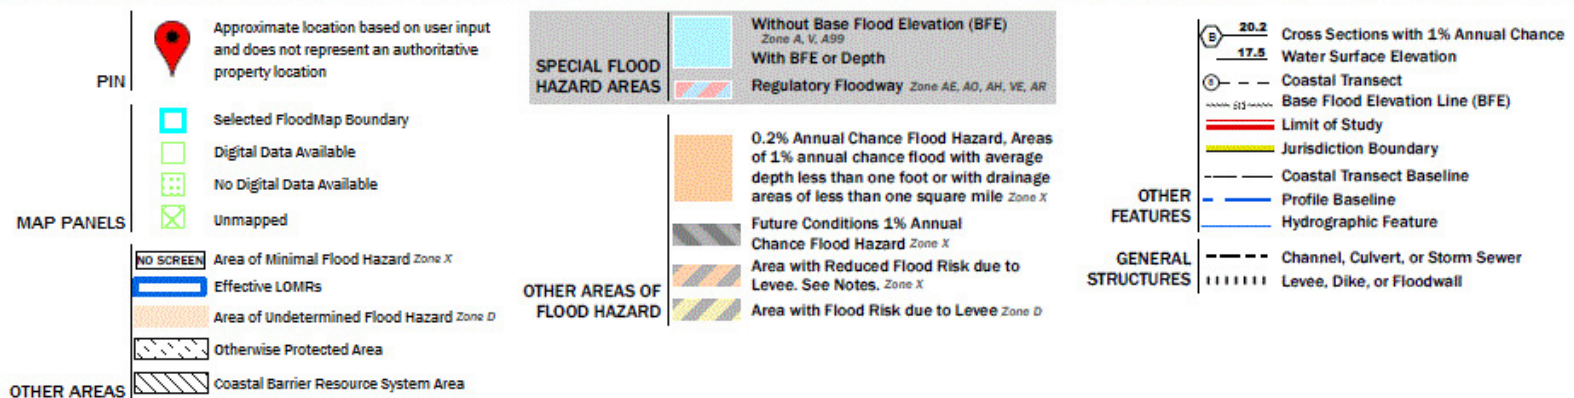 PIN
Approximate location based on user input
and does not represent an authoritative
property location
MAP PANELS
Selected FloodMap Boundary
Digital Data Available
No Digital Data Available
Unmapped
OTHER AREAS
NO SCREEN Area of Minimal Flood Hazard Zone X
Effective LOMRs
Area of Undetermined Flood Hazard Zone D
Otherwise Protected Area
Coastal Barrier Resource System Area
SPECIAL FLOOD
HAZARD AREAS
Without Base Flood Elevation (BFE)
Zone A, V, A99
With BFE or Depth
Regulatory Floodway Zone AE, AO, AH, VE, AR
OTHER AREAS OF
FLOOD HAZARD
0.2% Annual Chance Flood Hazard, Areas
of 1% annual chance flood with average
depth less than one foot or with drainage
areas of less than one square mile Zone X
Future Conditions 1% Annual
Chance Flood Hazard Zone X
Area with Reduced Flood Risk due to
Levee. See Notes. Zone X
Area with Flood Risk due to Levee Zone D
OTHER
FEATURES
B 20.2 Cross Sections with 1% Annual Chance
17.5 Water Surface Elevation
8 Coastal Transect
513 Base Flood Elevation Line (BFE)
Limit of Study
Jurisdiction Boundary
Coastal Transect Baseline
Profile Baseline
Hydrographic Feature
GENERAL
STRUCTURES
Channel, Culvert, or Storm Sewer
Levee, Dike, or Floodwall